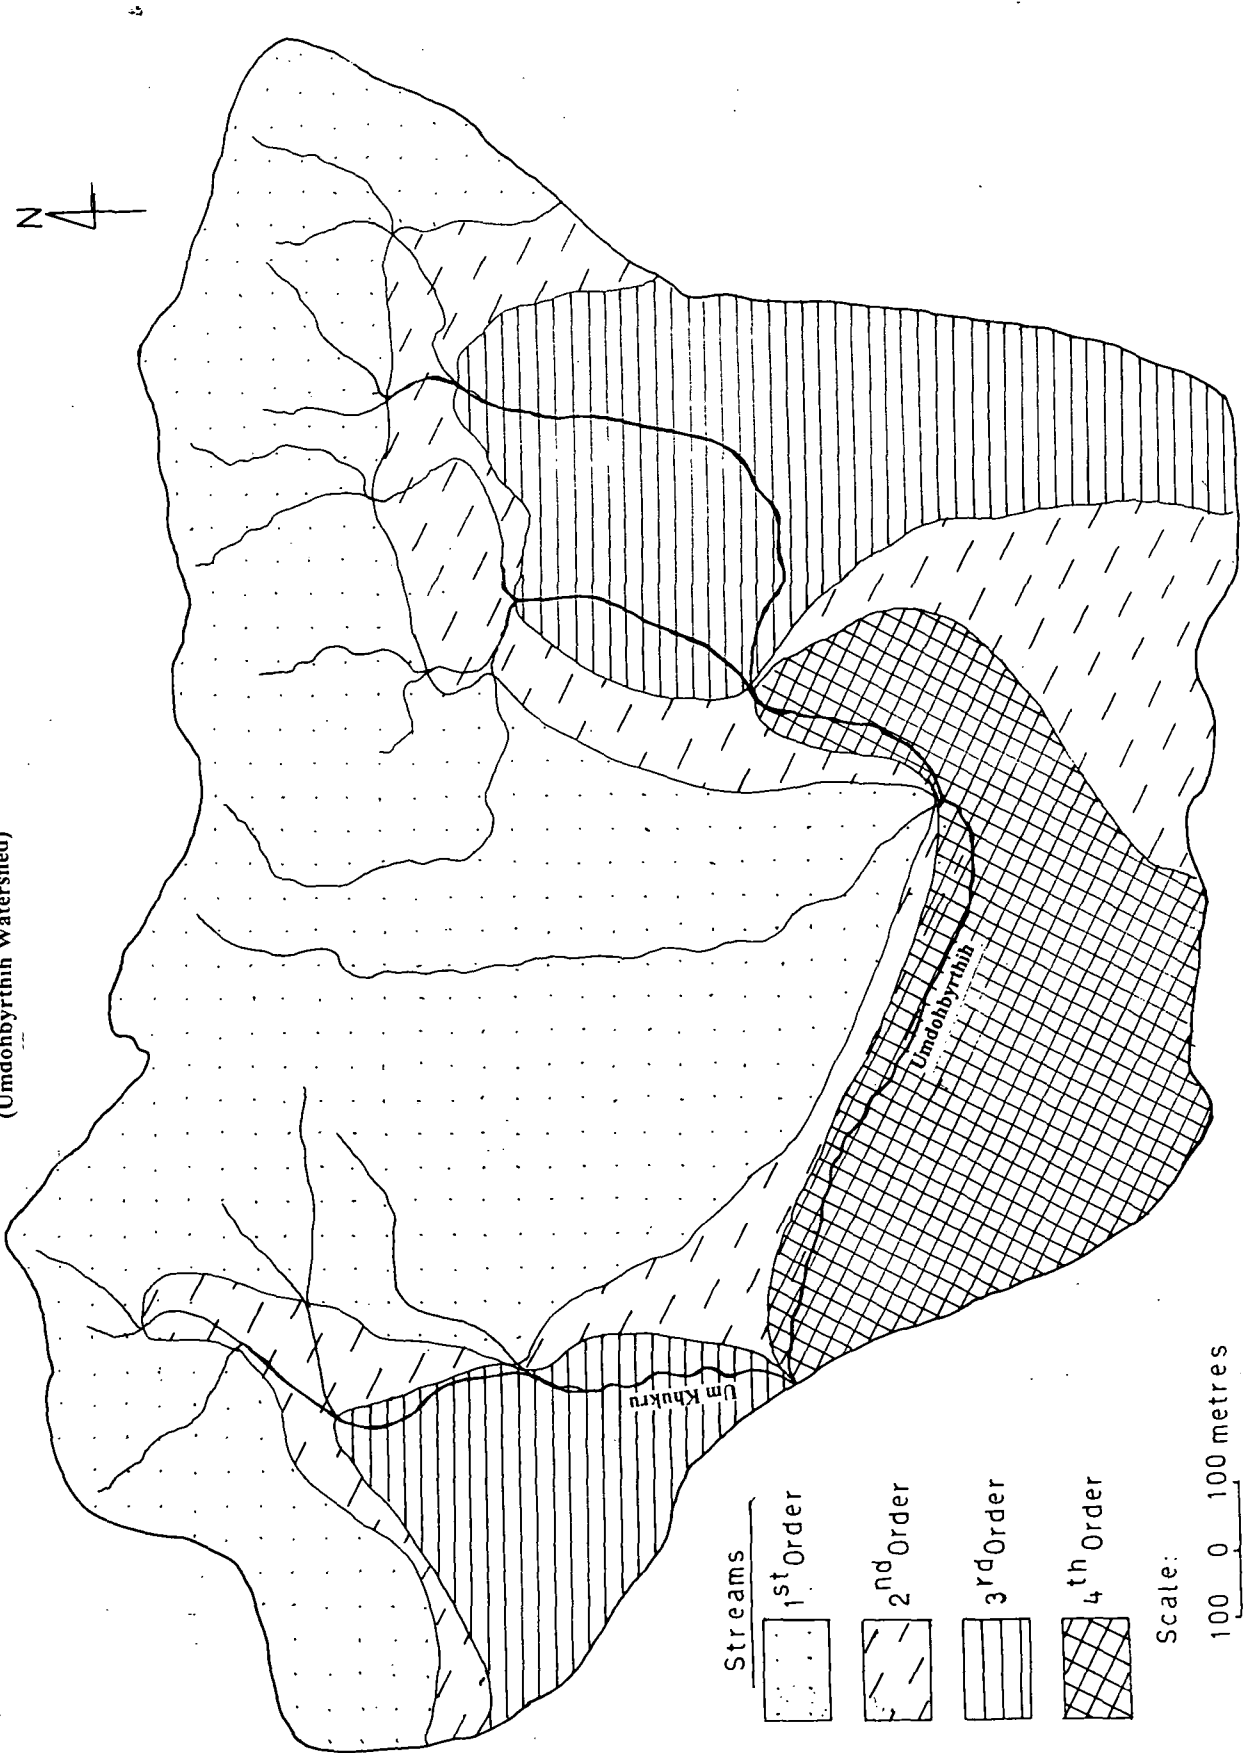 (Umdohbyrthih Watershed)
N
Umdohbyrthih
Um Khukru
Streams
1st Order
2nd Order
3rd Order
4th Order
Scale:
100 0 100 metres